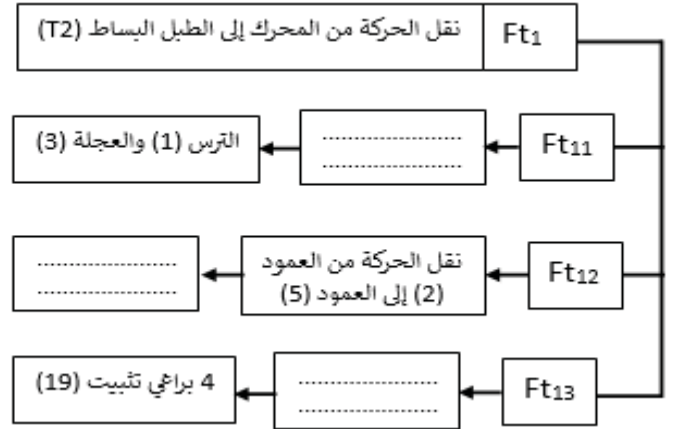 Ft1 نقل الحركة من المحرك إلى الطبل البساط (T2)
Ft11 ........................ الترس (1) والعجلة (3)
........................
Ft12 نقل الحركة من العمود ........................
(2) إلى العمود (5) ........................
Ft13 ........................ 4 براغي تثبيت (19)
........................